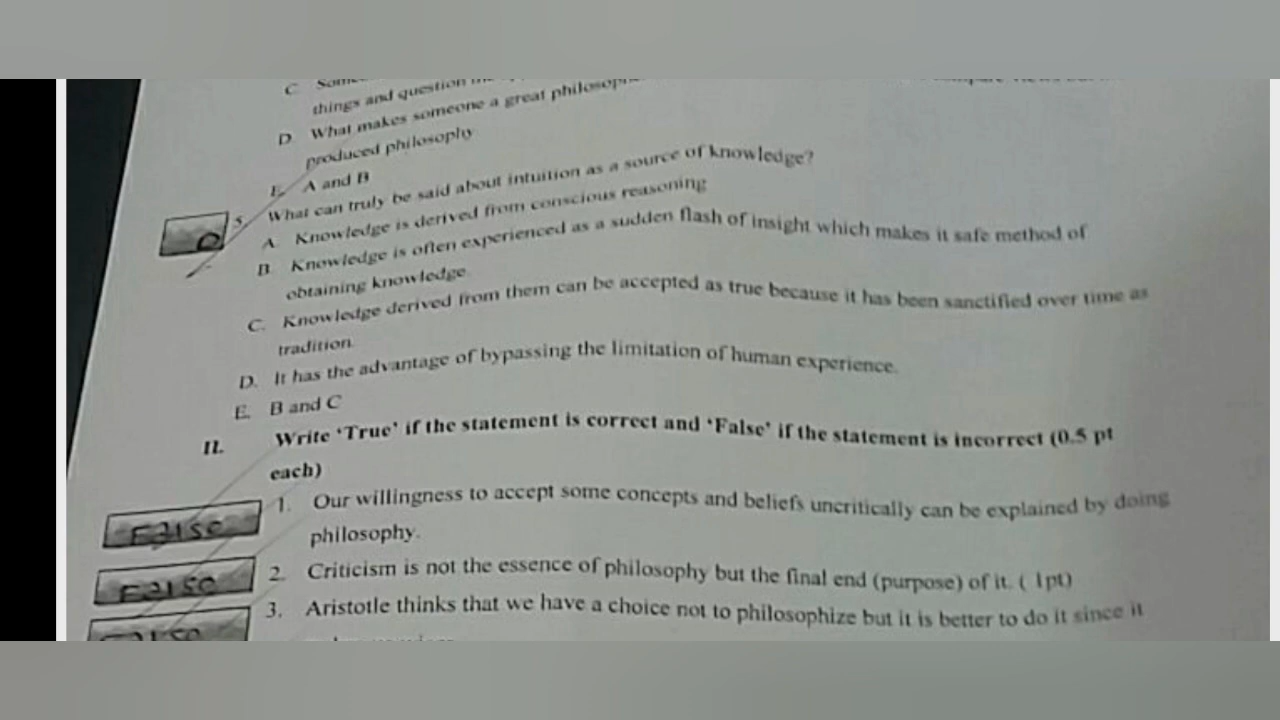 C.
things and question
D. What makes someone a great
produced philosophy
E. A and B
5. What can truly be said about intuition as a source of knowledge?
A. Knowledge is derived from conscious reasoning
B. Knowledge is often experienced as a sudden flash of insight which makes it safe method of
obtaining knowledge.
C. Knowledge derived from them can be accepted as true because it has been sanctified over time as
tradition.
D. It has the advantage of bypassing the limitation of human experience.
E. B and C
II. Write ‘True’ if the statement is correct and ‘False’ if the statement is incorrect (0.5 pt
each)
False 1. Our willingness to accept some concepts and beliefs uncritically can be explained by doing
philosophy.
False 2. Criticism is not the essence of philosophy but the final end (purpose) of it. ( 1pt)
False 3. Aristotle thinks that we have a choice not to philosophize but it is better to do it since it